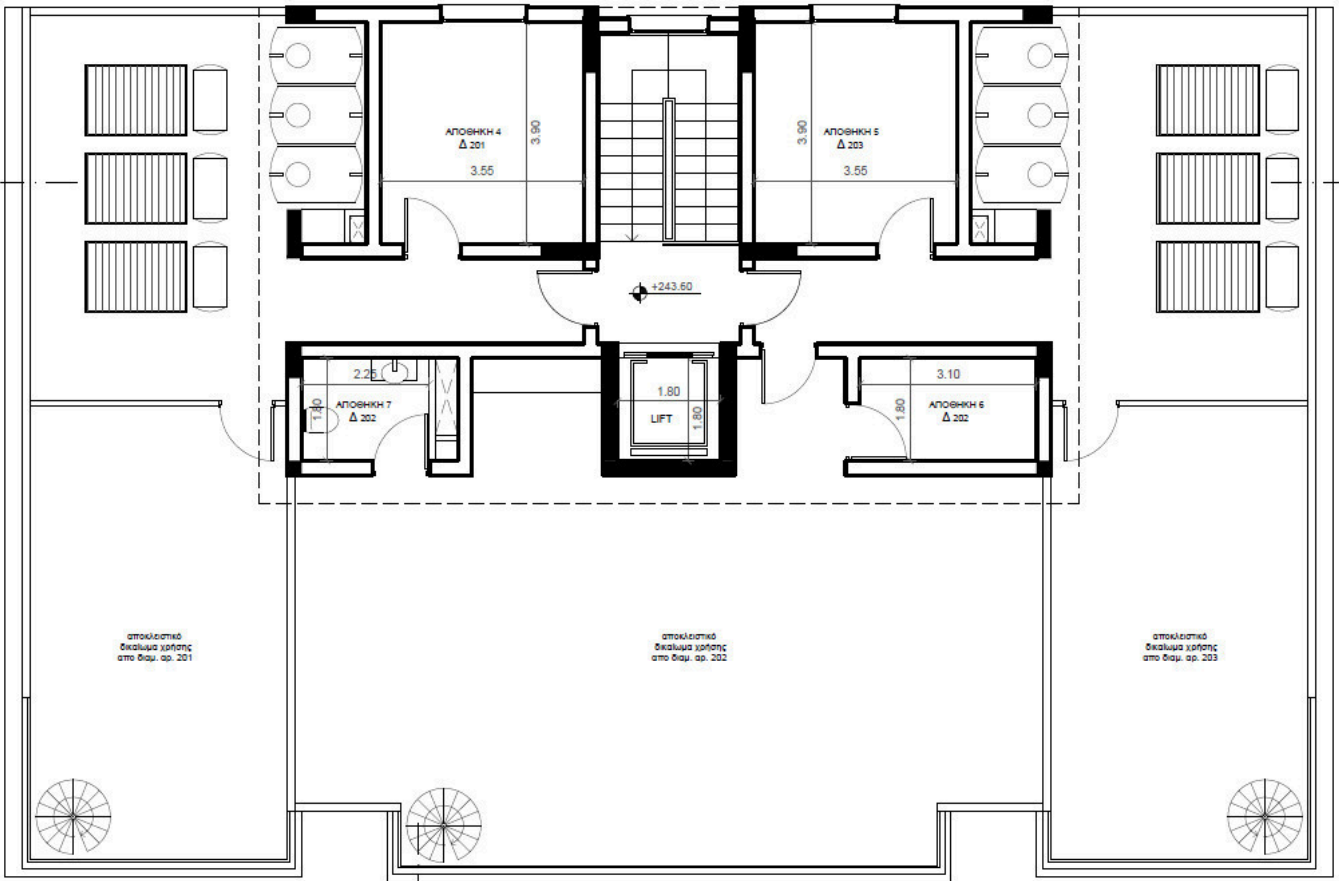 ΑΠΟΘΗΚΗ 4
Δ 201
3.90
3.55
ΑΠΟΘΗΚΗ 5
Δ 203
3.90
3.55
+243.60
2.25
1.80
ΑΠΟΘΗΚΗ 7
Δ 202
1.80
LIFT
1.80
3.10
1.80
ΑΠΟΘΗΚΗ 6
Δ 202
αποκλειστικό
δικαίωμα χρήσης
απο διαμ. αρ. 201
αποκλειστικό
δικαίωμα χρήσης
απο διαμ. αρ. 202
αποκλειστικό
δικαίωμα χρήσης
απο διαμ. αρ. 203